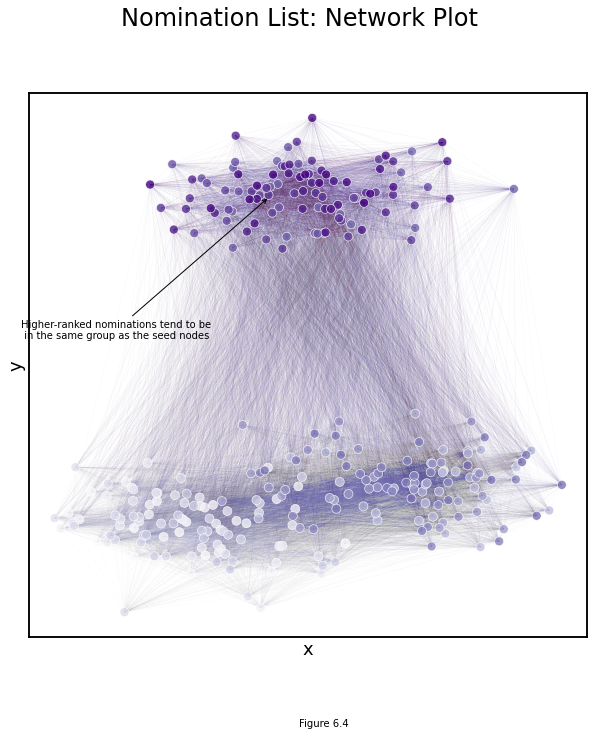 Nomination List: Network Plot
Higher-ranked nominations tend to be
in the same group as the seed nodes
y
x
Figure 6.4